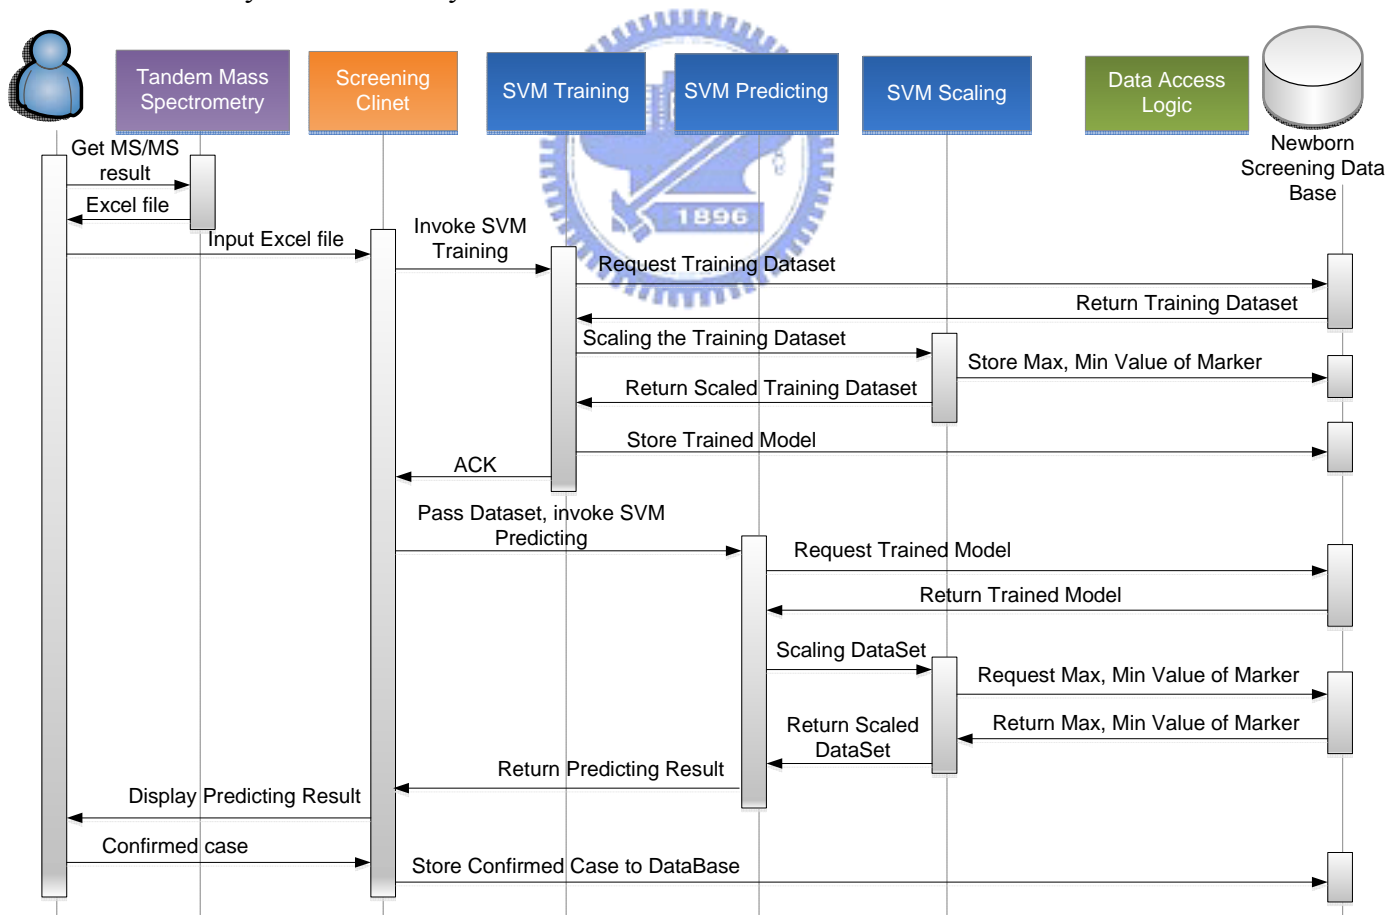 Tandem Mass
Spectrometry
Screening
Clinet
SVM Training
SVM Predicting
SVM Scaling
Data Access
Logic
Newborn
Screening Data
Base
1896
Get MS/MS
result
Excel file
Input Excel file
Invoke SVM
Training
Request Training Dataset
Return Training Dataset
Scaling the Training Dataset
Store Max, Min Value of Marker
Return Scaled Training Dataset
Store Trained Model
ACK
Pass Dataset, invoke SVM
Predicting
Request Trained Model
Return Trained Model
Scaling DataSet
Request Max, Min Value of Marker
Return Max, Min Value of Marker
Return Scaled
DataSet
Return Predicting Result
Display Predicting Result
Confirmed case
Store Confirmed Case to DataBase